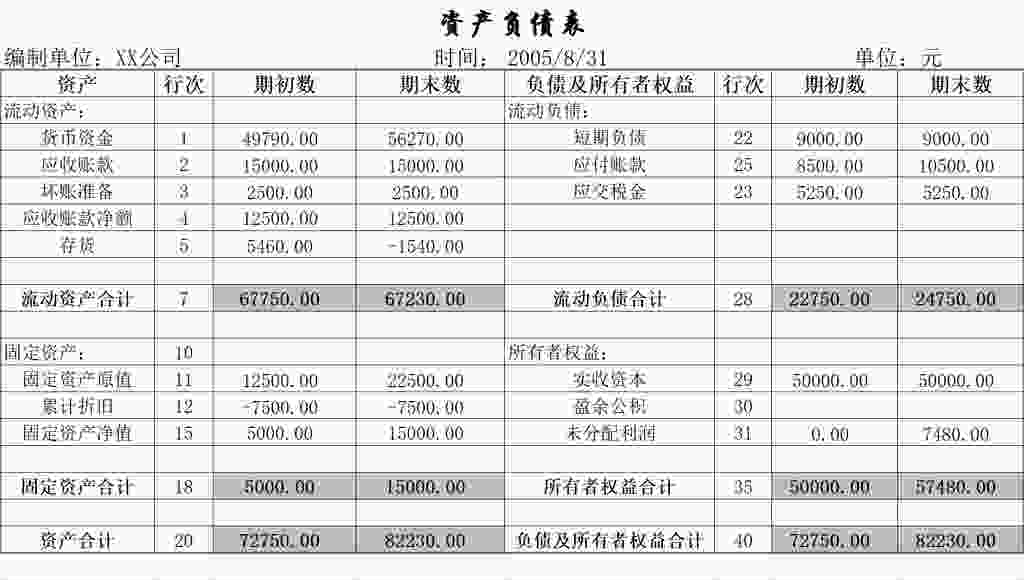 资产负债表
编制单位：XX公司 时间： 2005/8/31 单位：元
资产 行次 期初数 期末数 负债及所有者权益 行次 期初数 期末数
流动资产： 流动负债：
货币资金 1 49790.00 56270.00 短期负债 22 9000.00 9000.00
应收账款 2 15000.00 15000.00 应付账款 25 8500.00 10500.00
坏账准备 3 2500.00 2500.00 应交税金 23 5250.00 5250.00
应收账款净额 4 12500.00 12500.00
存货 5 5460.00 -1540.00
流动资产合计 7 67750.00 67230.00 流动负债合计 28 22750.00 24750.00
固定资产： 10 所有者权益：
固定资产原值 11 12500.00 22500.00 实收资本 29 50000.00 50000.00
累计折旧 12 -7500.00 -7500.00 盈余公积 30
固定资产净值 15 5000.00 15000.00 未分配利润 31 0.00 7480.00
固定资产合计 18 5000.00 15000.00 所有者权益合计 35 50000.00 57480.00
资产合计 20 72750.00 82230.00 负债及所有者权益合计 40 72750.00 82230.00